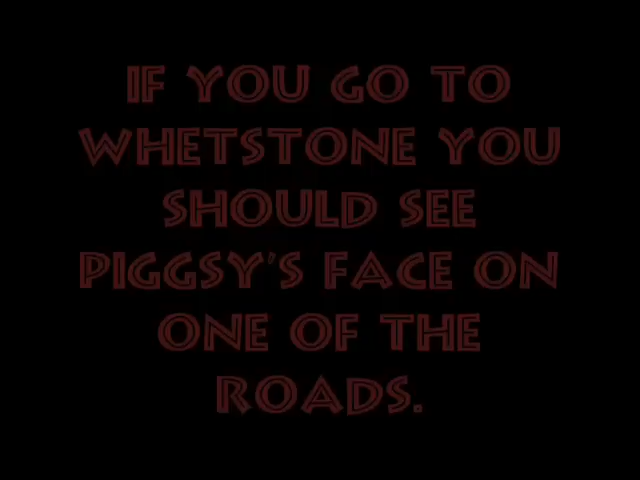 IF YOU GO TO
WHETSTONE YOU
SHOULD SEE
PIGGSY'S FACE ON
ONE OF THE
ROADS.